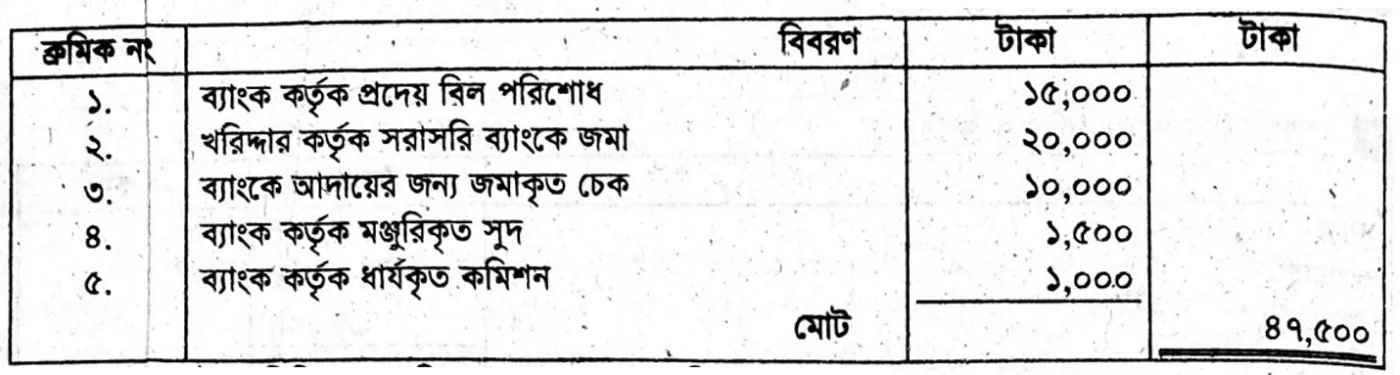 ক্রমিক নং বিবরণ টাকা টাকা
১. ব্যাংক কর্তৃক প্রদেয় বিল পরিশোধ ১৫,০০০
২. খরিদ্দার কর্তৃক সরাসরি ব্যাংকে জমা ২০,০০০
৩. ব্যাংকে আদায়ের জন্য জমাকৃত চেক ১০,০০০
৪. ব্যাংক কর্তৃক মঞ্জুরিকৃত সুদ ১,৫০০
৫. ব্যাংক কর্তৃক ধার্যকৃত কমিশন ১,০০০
মোট ৪৭,৫০০